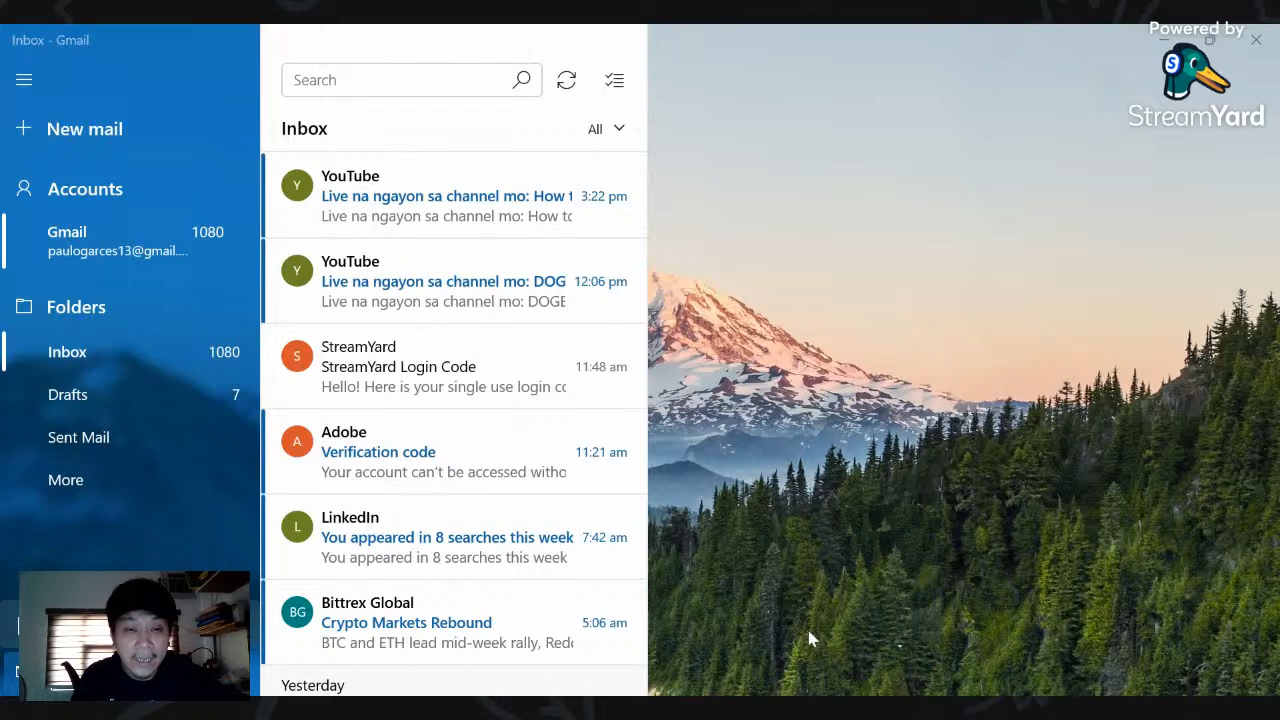 Inbox - Gmail
Powered by
StreamYard
Search
New mail
Inbox
All
Accounts
Gmail 1080
paulogarces13@gmail....
Folders
Inbox 1080
Drafts 7
Sent Mail
More
Y
YouTube
Live na ngayon sa channel mo: How t 3:22 pm
Live na ngayon sa channel mo: How tc
Y
YouTube
Live na ngayon sa channel mo: DOG 12:06 pm
Live na ngayon sa channel mo: DOGE
S
StreamYard
StreamYard Login Code 11:48 am
Hello! Here is your single use login cc
A
Adobe
Verification code 11:21 am
Your account can't be accessed witho
L
LinkedIn
You appeared in 8 searches this week 7:42 am
You appeared in 8 searches this week
BG
Bittrex Global
Crypto Markets Rebound 5:06 am
BTC and ETH lead mid-week rally, Rede
Yesterday